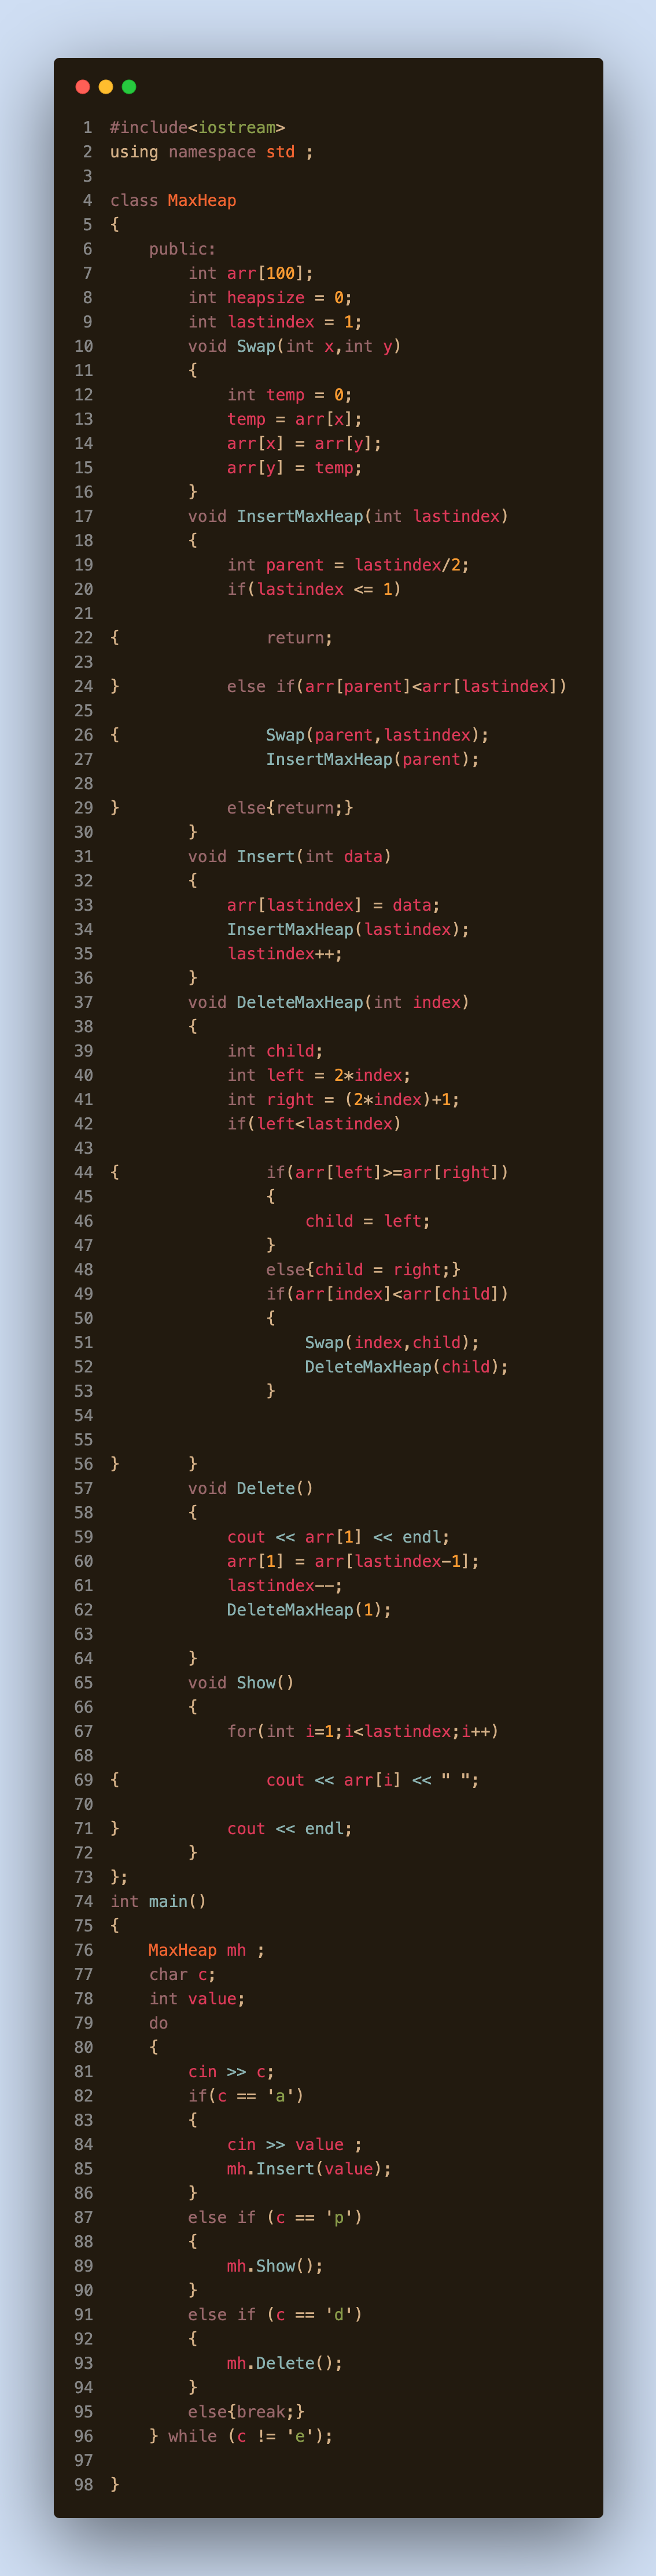 1 #include<iostream>
2 using namespace std ;
3
4 class MaxHeap
5 {
6     public:
7         int arr[100];
8         int heapsize = 0;
9         int lastindex = 1;
10         void Swap(int x,int y)
11         {
12             int temp = 0;
13             temp = arr[x];
14             arr[x] = arr[y];
15             arr[y] = temp;
16         }
17         void InsertMaxHeap(int lastindex)
18         {
19             int parent = lastindex/2;
20             if(lastindex <= 1)
21
22 {               return;
23
24 }           else if(arr[parent]<arr[lastindex])
25
26 {               Swap(parent,lastindex);
27                 InsertMaxHeap(parent);
28
29 }           else{return;}
30         }
31         void Insert(int data)
32         {
33             arr[lastindex] = data;
34             InsertMaxHeap(lastindex);
35             lastindex++;
36         }
37         void DeleteMaxHeap(int index)
38         {
39             int child;
40             int left = 2*index;
41             int right = (2*index)+1;
42             if(left<lastindex)
43
44 {               if(arr[left]>=arr[right])
45                 {
46                     child = left;
47                 }
48                 else{child = right;}
49                 if(arr[index]<arr[child])
50                 {
51                     Swap(index,child);
52                     DeleteMaxHeap(child);
53                 }
54
55
56 }       }
57         void Delete()
58         {
59             cout << arr[1] << endl;
60             arr[1] = arr[lastindex-1];
61             lastindex--;
62             DeleteMaxHeap(1);
63
64         }
65         void Show()
66         {
67             for(int i=1;i<lastindex;i++)
68
69 {               cout << arr[i] << " ";
70
71 }           cout << endl;
72         }
73 };
74 int main()
75 {
76     MaxHeap mh ;
77     char c;
78     int value;
79     do
80     {
81         cin >> c;
82         if(c == 'a')
83         {
84             cin >> value ;
85             mh.Insert(value);
86         }
87         else if (c == 'p')
88         {
89             mh.Show();
90         }
91         else if (c == 'd')
92         {
93             mh.Delete();
94         }
95         else{break;}
96     } while (c != 'e');
97
98 }